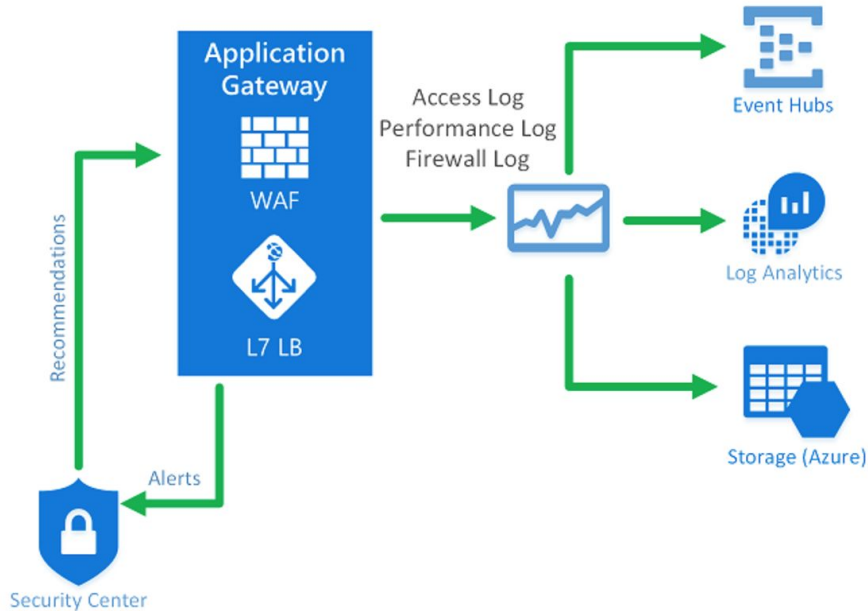 Application
Gateway
WAF
L7 LB
Access Log
Performance Log
Firewall Log
Event Hubs
Log Analytics
Storage (Azure)
Recommendations
Alerts
Security Center